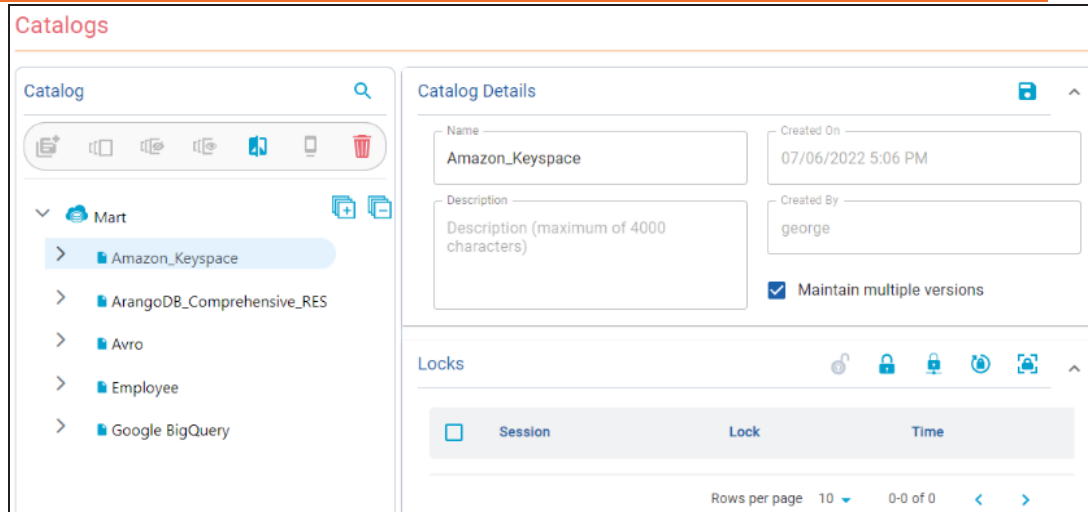 Catalogs
Catalog
Mart
Amazon_Keyspace
ArangoDB_Comprehensive_RES
Avro
Employee
Google BigQuery
Catalog Details
Name
Amazon_Keyspace
Created On
07/06/2022 5:06 PM
Description
Description (maximum of 4000
characters)
Created By
george
Maintain multiple versions
Locks
Session Lock Time
Rows per page 10 0-0 of 0